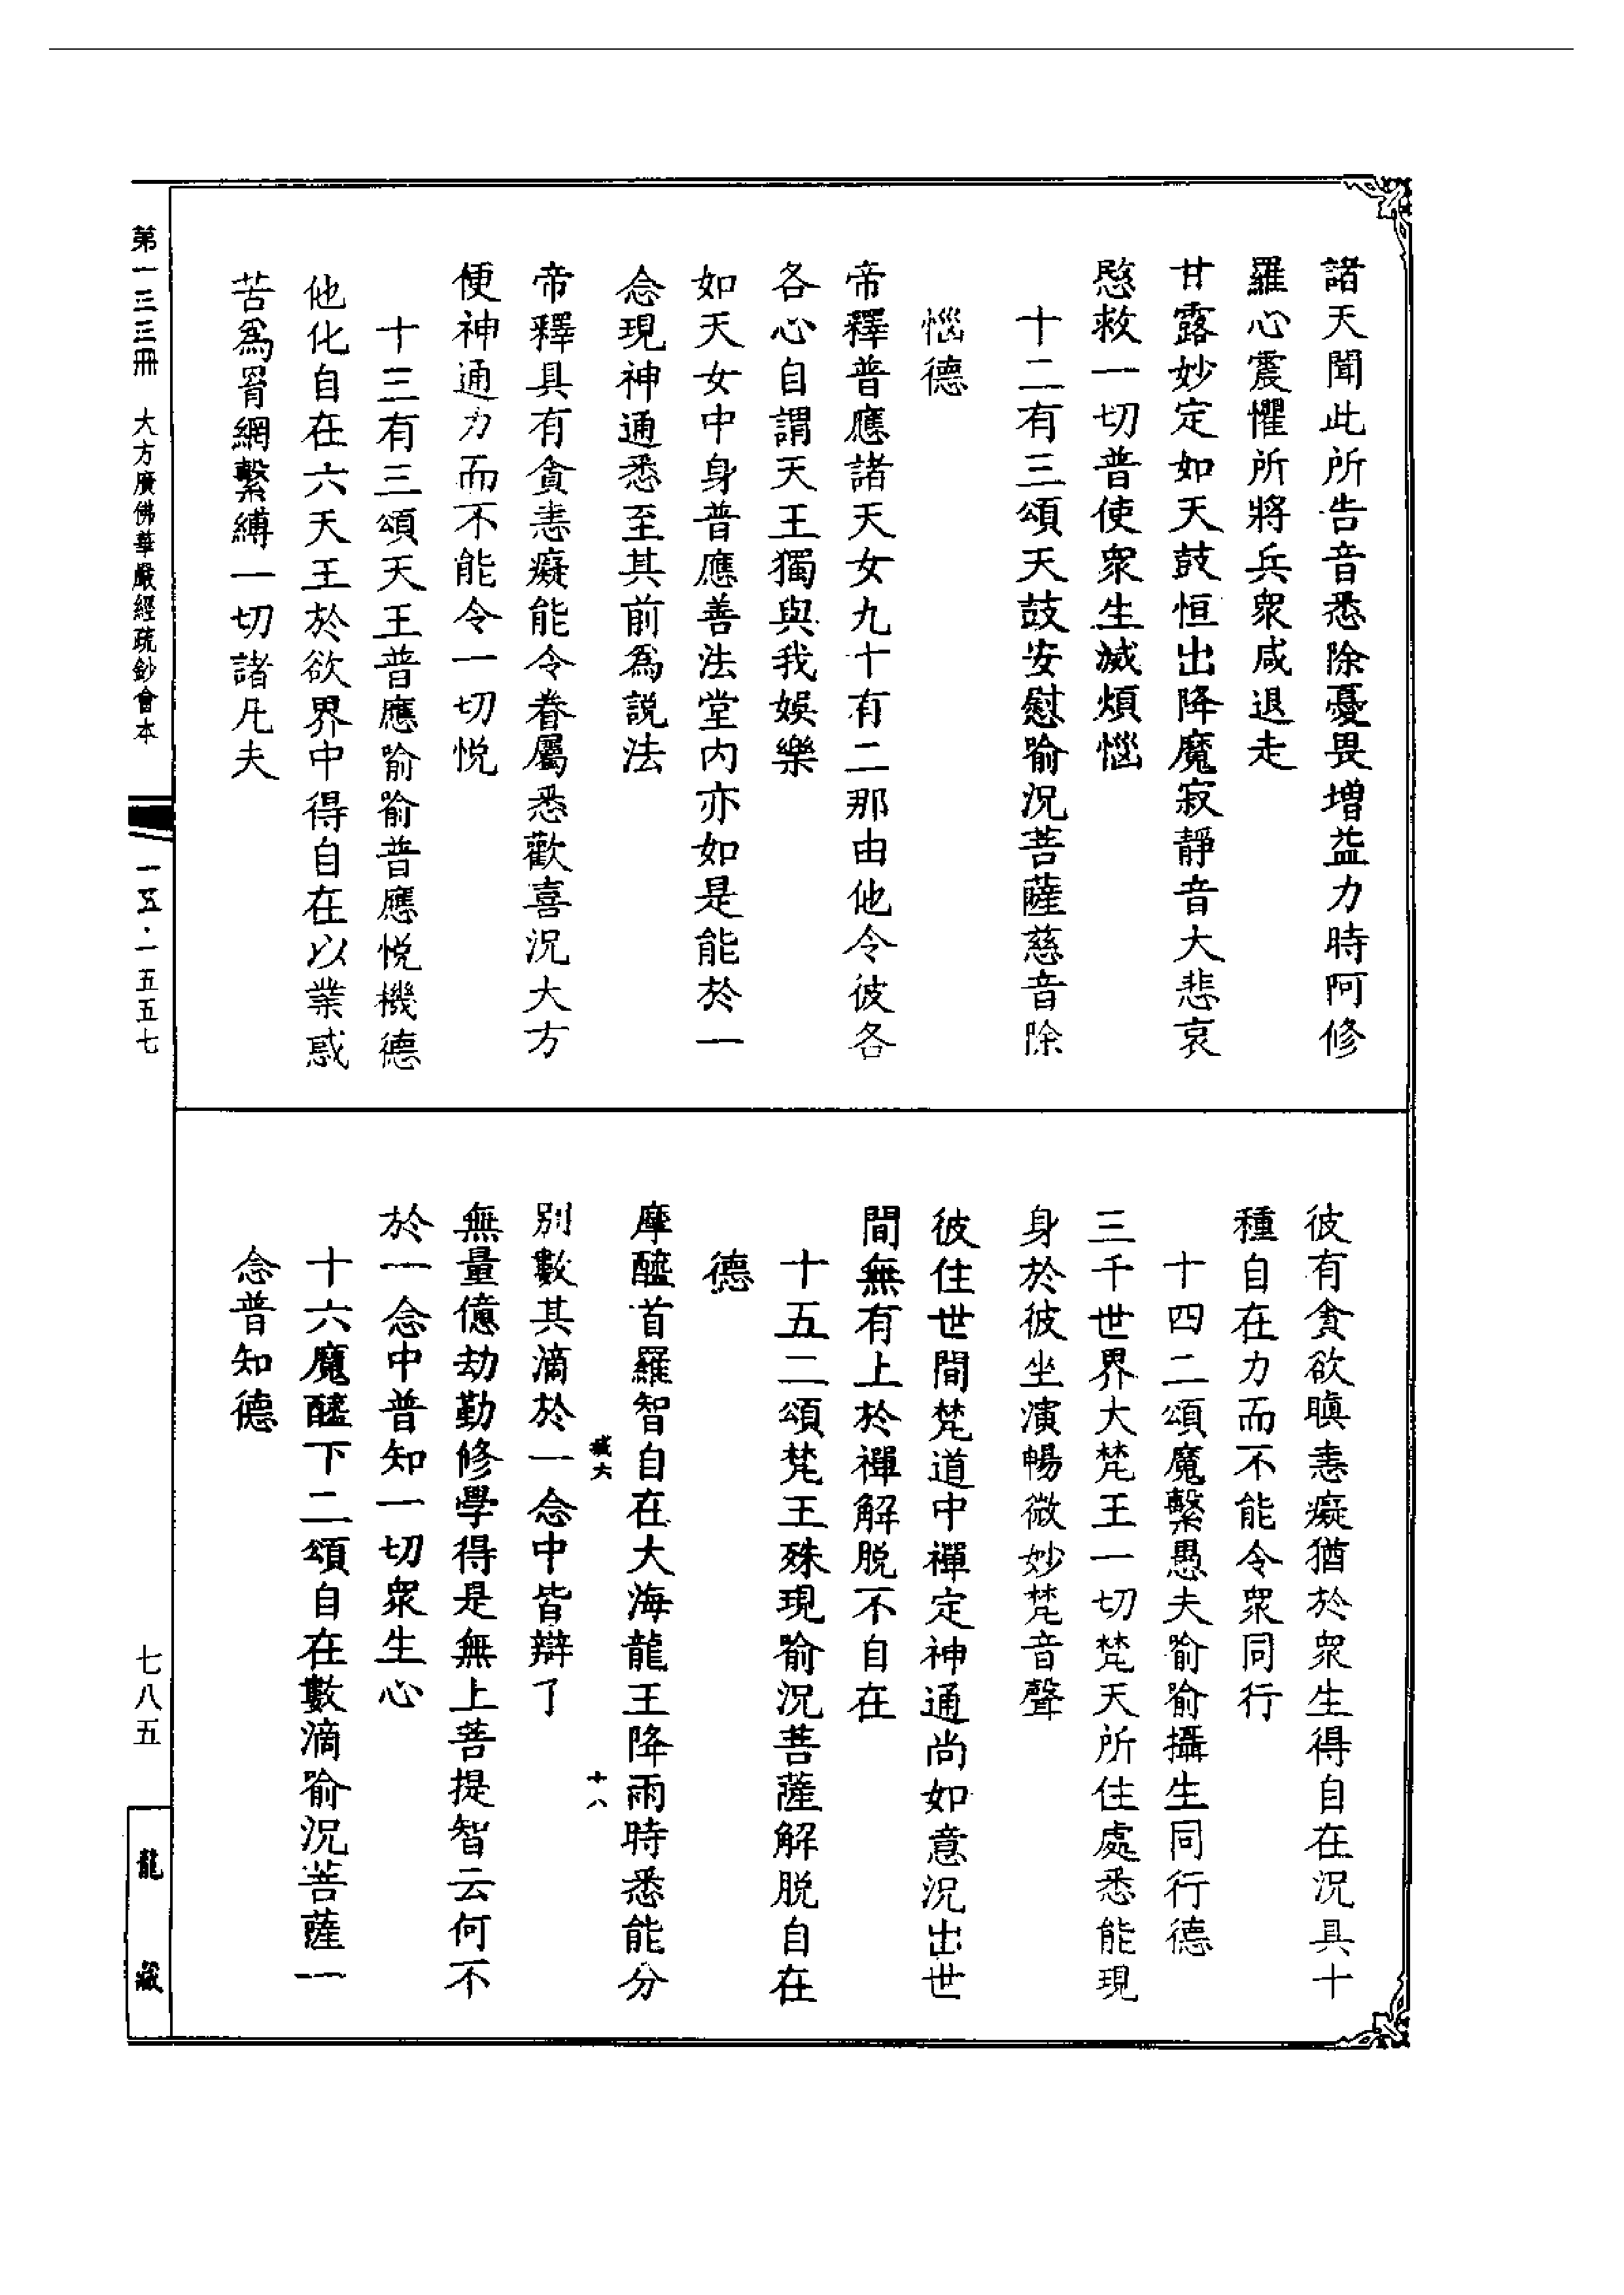 諸天聞此所告音悉除憂畏增益力時阿修
羅心震懼所將兵衆咸退走
甘露妙定如天鼓恒出降魔寂靜音大悲哀
愍救一切普使衆生滅煩惱
十二有三頌天鼓安慰喻況菩薩慈音除
惱德
帝釋普應諸天女九十有二那由他令彼各
各心自謂天王獨與我娛樂
如天女中身普應善法堂內亦如是能於一
念現神通悉至其前爲說法
帝釋具有貪恚癡能令眷屬悉歡喜況大方
便神通力而不能令一切悅
十三有三頌天王普應喻喻普應悅機德
他化自在六天王於欲界中得自在以業惑
苦爲罥網繫縛一切諸凡夫
彼有貪欲瞋恚癡猶於衆生得自在況具十
種自在力而不能令衆同行
十四二頌魔繫愚夫喻喻攝生同行德
三千世界大梵王一切梵天所住處悉能現
身於彼坐演暢微妙梵音聲
彼住世間梵道中禪定神通尚如意況出世
間無有上於禪解脫不自在
十五二頌梵王殊現喻況菩薩解脫自在
德
摩醯首羅智自在大海龍王降雨時悉能分
別數其滴於一念中皆辯了
無量億劫勤修學得是無上菩提智云何不
於一念中普知一切衆生心
十六魔醯下二頌自在數滴喻況菩薩一
念普知德
十八
第一三三冊 大方廣佛華嚴經疏鈔會本
一五·一五五七
七八五
龍藏